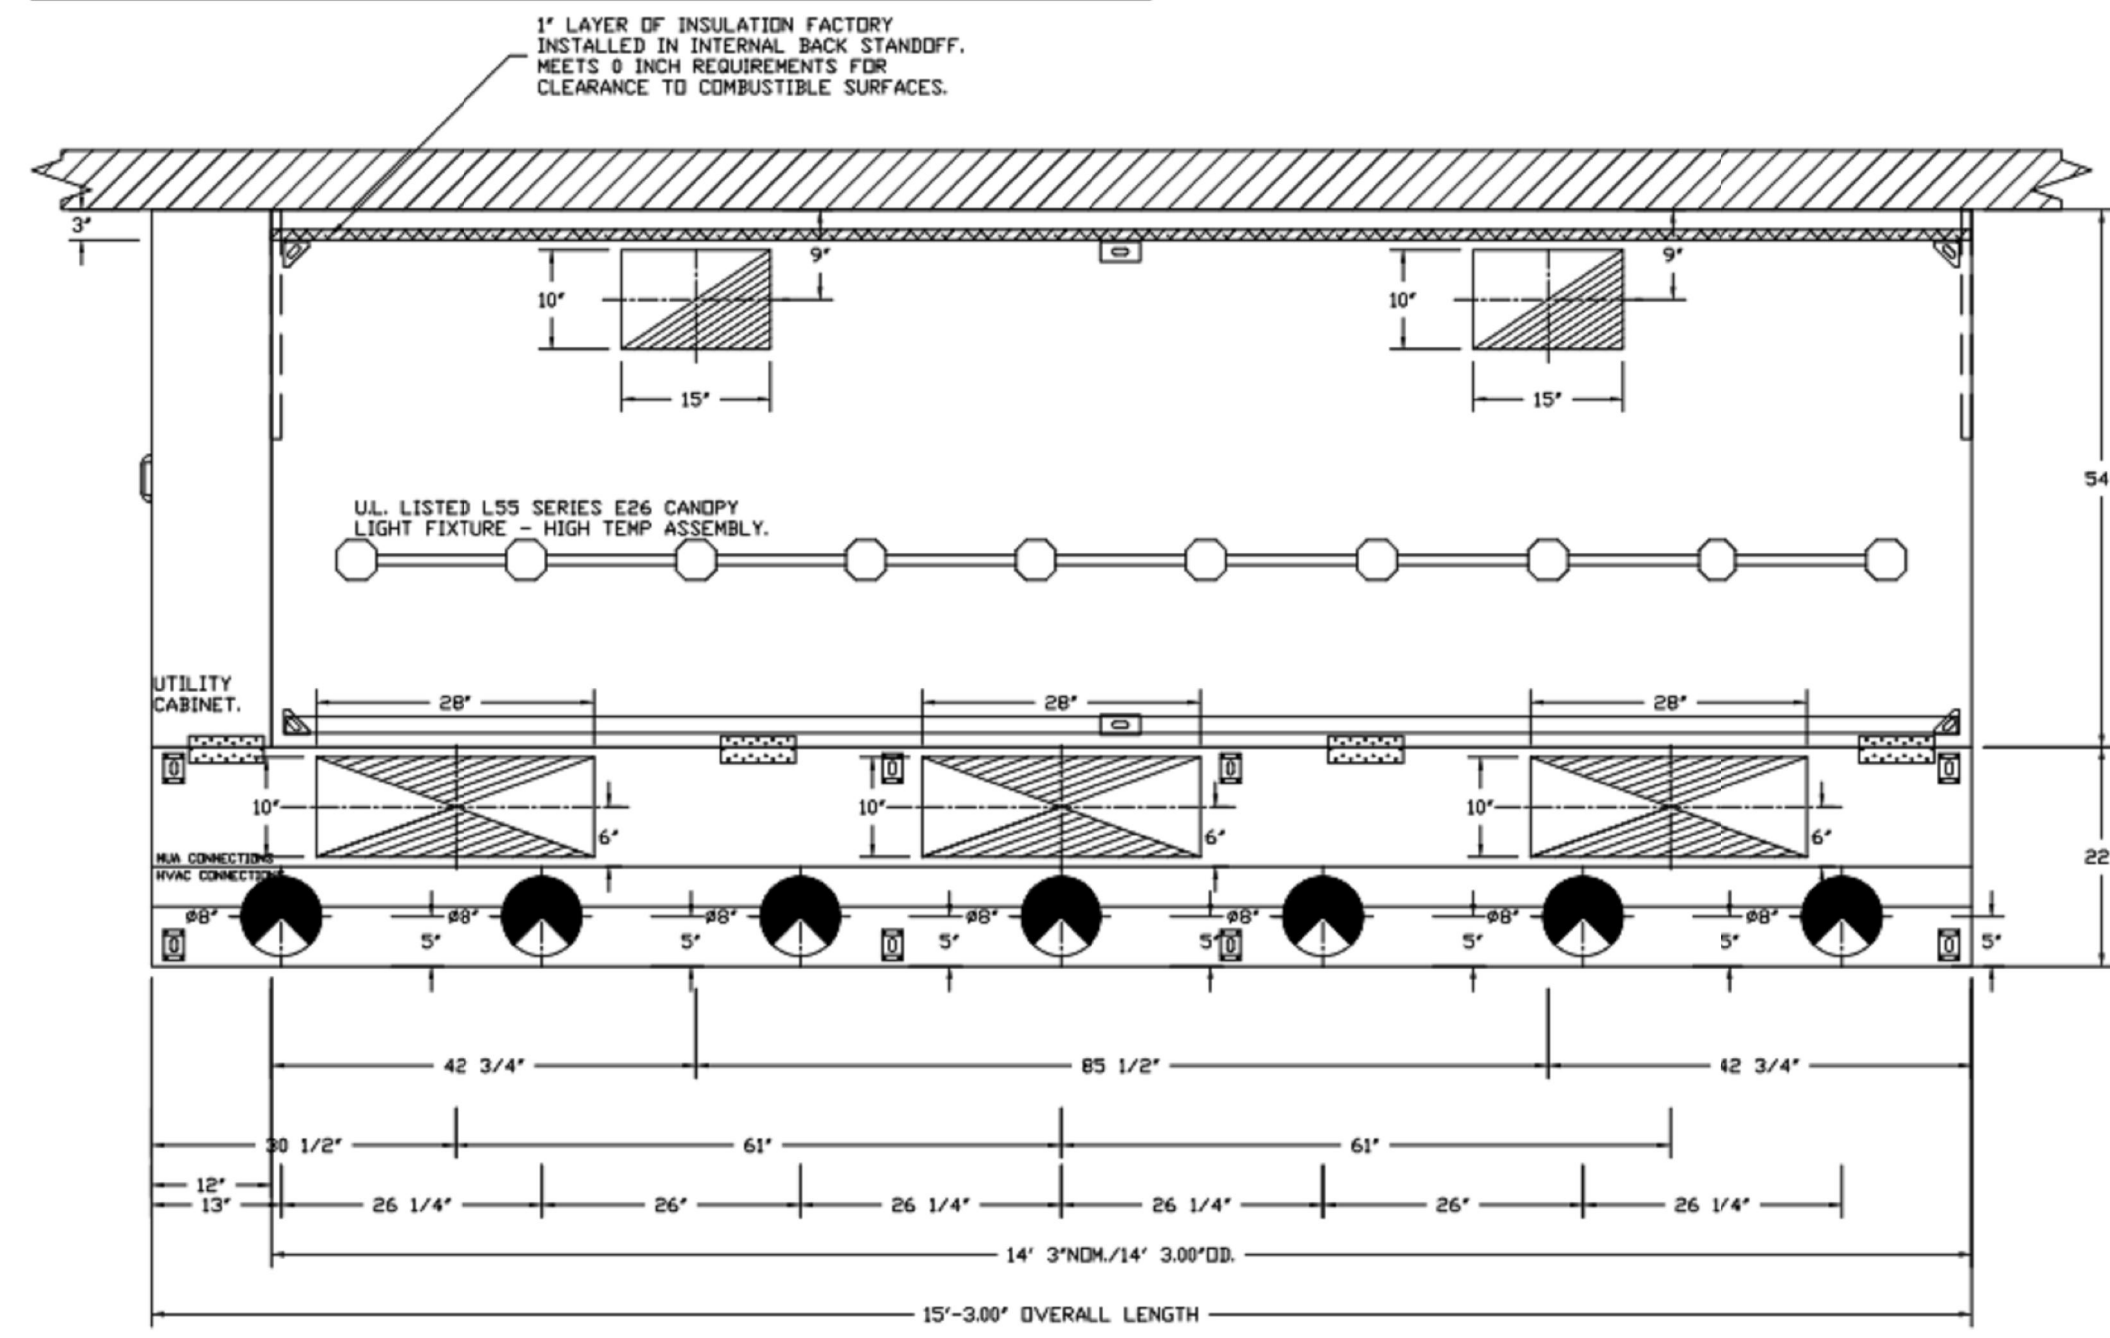 1" LAYER OF INSULATION FACTORY
INSTALLED IN INTERNAL BACK STANDOFF.
MEETS 0 INCH REQUIREMENTS FOR
CLEARANCE TO COMBUSTIBLE SURFACES.
3"
9"
9"
10"
10"
15"
15"
54
U.L. LISTED L55 SERIES E26 CANOPY
LIGHT FIXTURE - HIGH TEMP ASSEMBLY.
UTILITY
CABINET.
28"
28"
28"
10"
10"
10"
6"
6"
6"
22
MUA CONNECTIONS
HVAC CONNECTION
Ø8"
Ø8"
Ø8"
Ø8"
Ø8"
Ø8"
Ø8"
5"
5"
5"
5"
5"
5"
5"
42 3/4"
85 1/2"
42 3/4"
30 1/2"
61"
61"
12"
13"
26 1/4"
26"
26 1/4"
26 1/4"
26"
26 1/4"
14' 3"NOM./14' 3.00"OD.
15'-3.00" OVERALL LENGTH